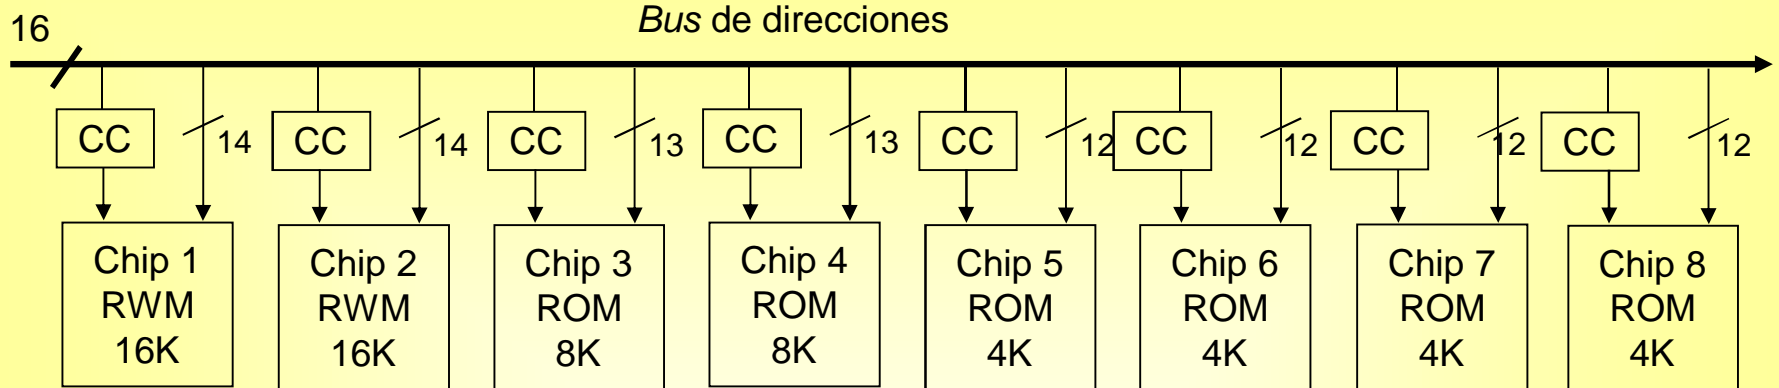 Bus de direcciones
16
CC 14 CC 14 CC 13 CC 13 CC 12 CC 12 CC 12 CC 12
Chip 1 Chip 2 Chip 3 Chip 4 Chip 5 Chip 6 Chip 7 Chip 8
RWM RWM ROM ROM ROM ROM ROM ROM
16K 16K 8K 8K 4K 4K 4K 4K